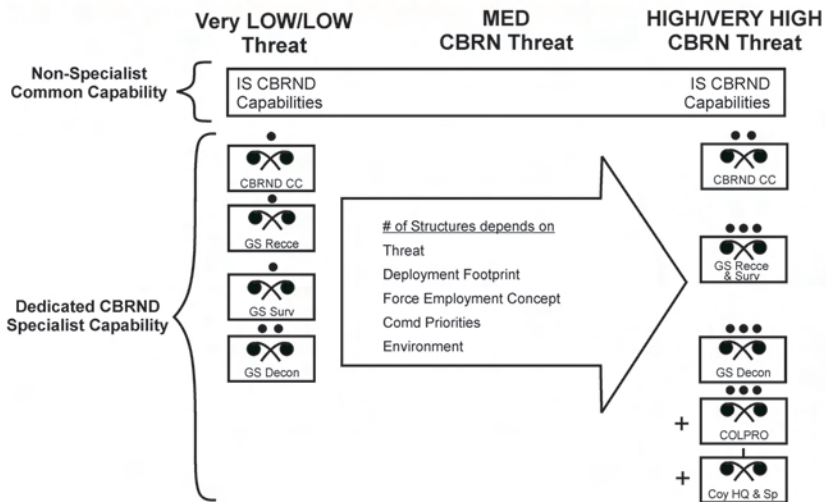 Very LOW/LOW
Threat
MED
CBRN Threat
HIGH/VERY HIGH
CBRN Threat
Non-Specialist
Common Capability
IS CBRND
Capabilities
IS CBRND
Capabilities
Dedicated CBRND
Specialist Capability
CBRND CC
GS Recce
GS Surv
GS Decon
# of Structures depends on
Threat
Deployment Footprint
Force Employment Concept
Comd Priorities
Environment
CBRND CC
GS Recce
& Surv
GS Decon
+
COLPRO
+
Coy HQ & Sp